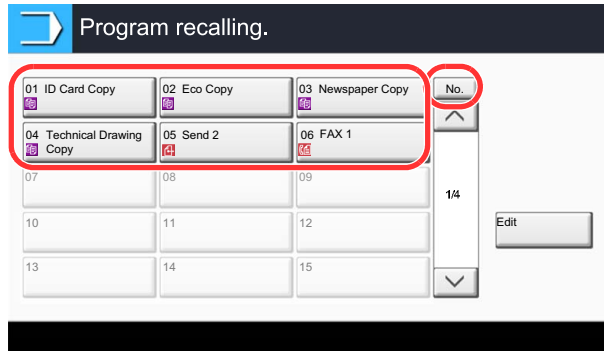 Program recalling.
01 ID Card Copy
02 Eco Copy
03 Newspaper Copy
No.
04 Technical Drawing
Copy
05 Send 2
06 FAX 1
07
08
09
1/4
10
11
12
Edit
13
14
15